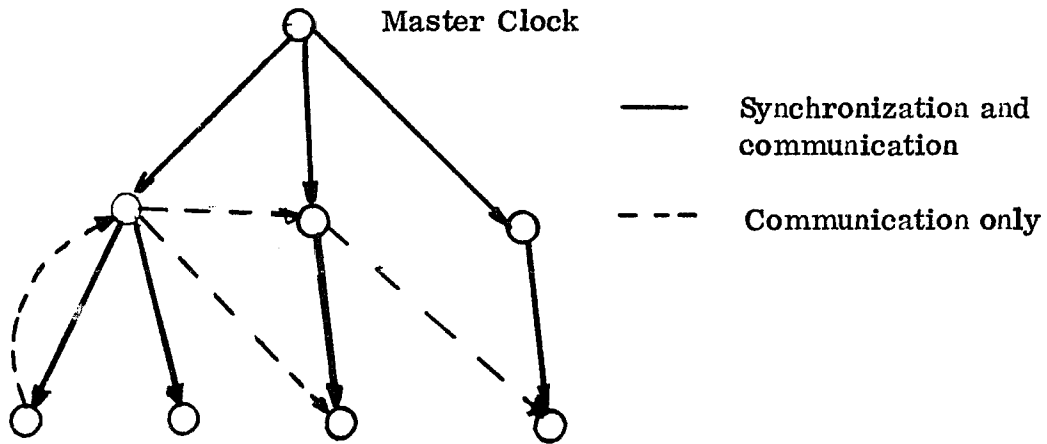 Master Clock
Synchronization and
communication
Communication only